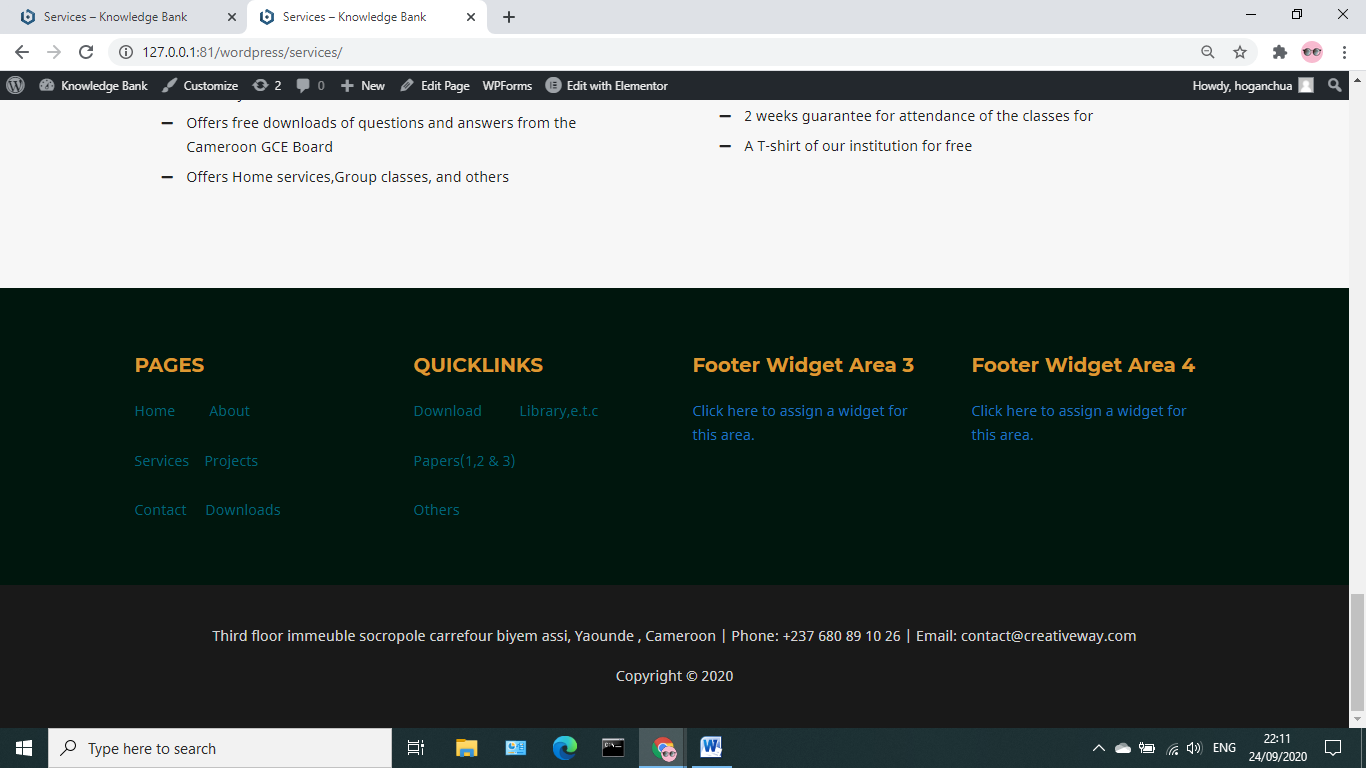 Services – Knowledge Bank
Services – Knowledge Bank
127.0.0.1:81/wordpress/services/
Knowledge Bank Customize 2 0 New Edit Page WPForms Edit with Elementor Howdy, hoganchua
Offers free downloads of questions and answers from the
Cameroon GCE Board
Offers Home services,Group classes, and others
2 weeks guarantee for attendance of the classes for
A T-shirt of our institution for free
PAGES
Home About
Services Projects
Contact Downloads
QUICKLINKS
Download Library,e.t.c
Papers(1,2 & 3)
Others
Footer Widget Area 3
Click here to assign a widget for
this area.
Footer Widget Area 4
Click here to assign a widget for
this area.
Third floor immeuble socropole carrefour biyem assi, Yaounde , Cameroon | Phone: +237 680 89 10 26 | Email: contact@creativeway.com
Copyright © 2020
Type here to search
ENG
22:11
24/09/2020